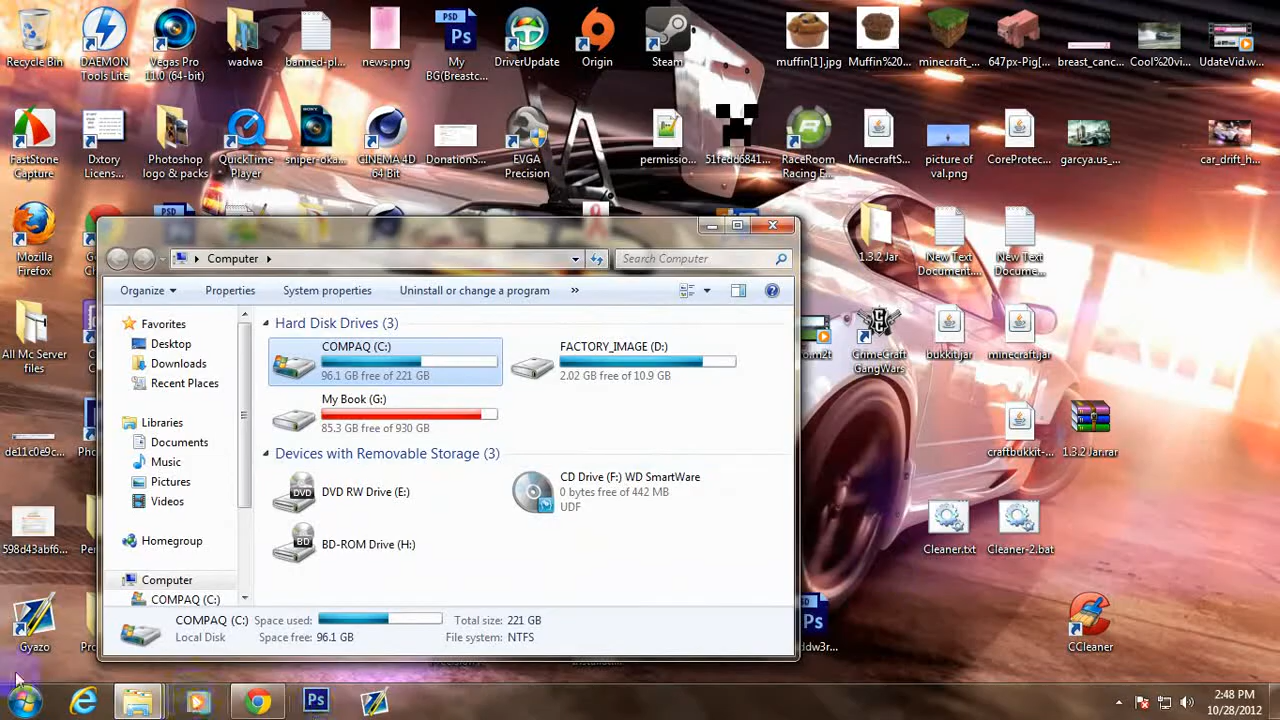 Recycle Bin
DAEMON Tools Lite
Vegas Pro 11.0 (64-bit)
wadwa
banned-pl...
news.png
My BG(Breastc...
DriverUpdate
Origin
Steam
muffin[1].jpg
Muffin%20...
minecraft_...
647px-Pig[...
breast_canc...
Cool%20vi...
UdateVid.w...
FastStone Capture
Dxtory Licens...
Photoshop logo & packs
QuickTime Player
sniper-oka...
CINEMA 4D 64 Bit
DonationS...
EVGA Precision
permissio...
51fedd6841...
RaceRoom Racing E...
MinecraftS...
picture of val.png
CoreProtec...
garcya.us_...
car_drift_h...
Mozilla Firefox
1.3.2 Jar
New Text Document....
New Text Docume...
Computer
Search Computer
Organize
Properties
System properties
Uninstall or change a program
»
Favorites
Desktop
Downloads
Recent Places
Libraries
Documents
Music
Pictures
Videos
Homegroup
Computer
COMPAQ (C:)
Hard Disk Drives (3)
COMPAQ (C:)
96.1 GB free of 221 GB
FACTORY_IMAGE (D:)
2.02 GB free of 10.9 GB
My Book (G:)
85.3 GB free of 930 GB
Devices with Removable Storage (3)
DVD RW Drive (E:)
CD Drive (F:) WD SmartWare
0 bytes free of 442 MB
UDF
BD-ROM Drive (H:)
COMPAQ (C:) Space used: Total size: 221 GB
Local Disk Space free: 96.1 GB File system: NTFS
All Mc Server files
CrimeCraft GangWars
bukkit.jar
minecraft.jar
de11c0e9c...
craftbukkit-...
1.3.2 Jar.rar
598d43abf6...
Cleaner.txt
Cleaner-2.bat
Gyazo
CCleaner
2:48 PM
10/28/2012